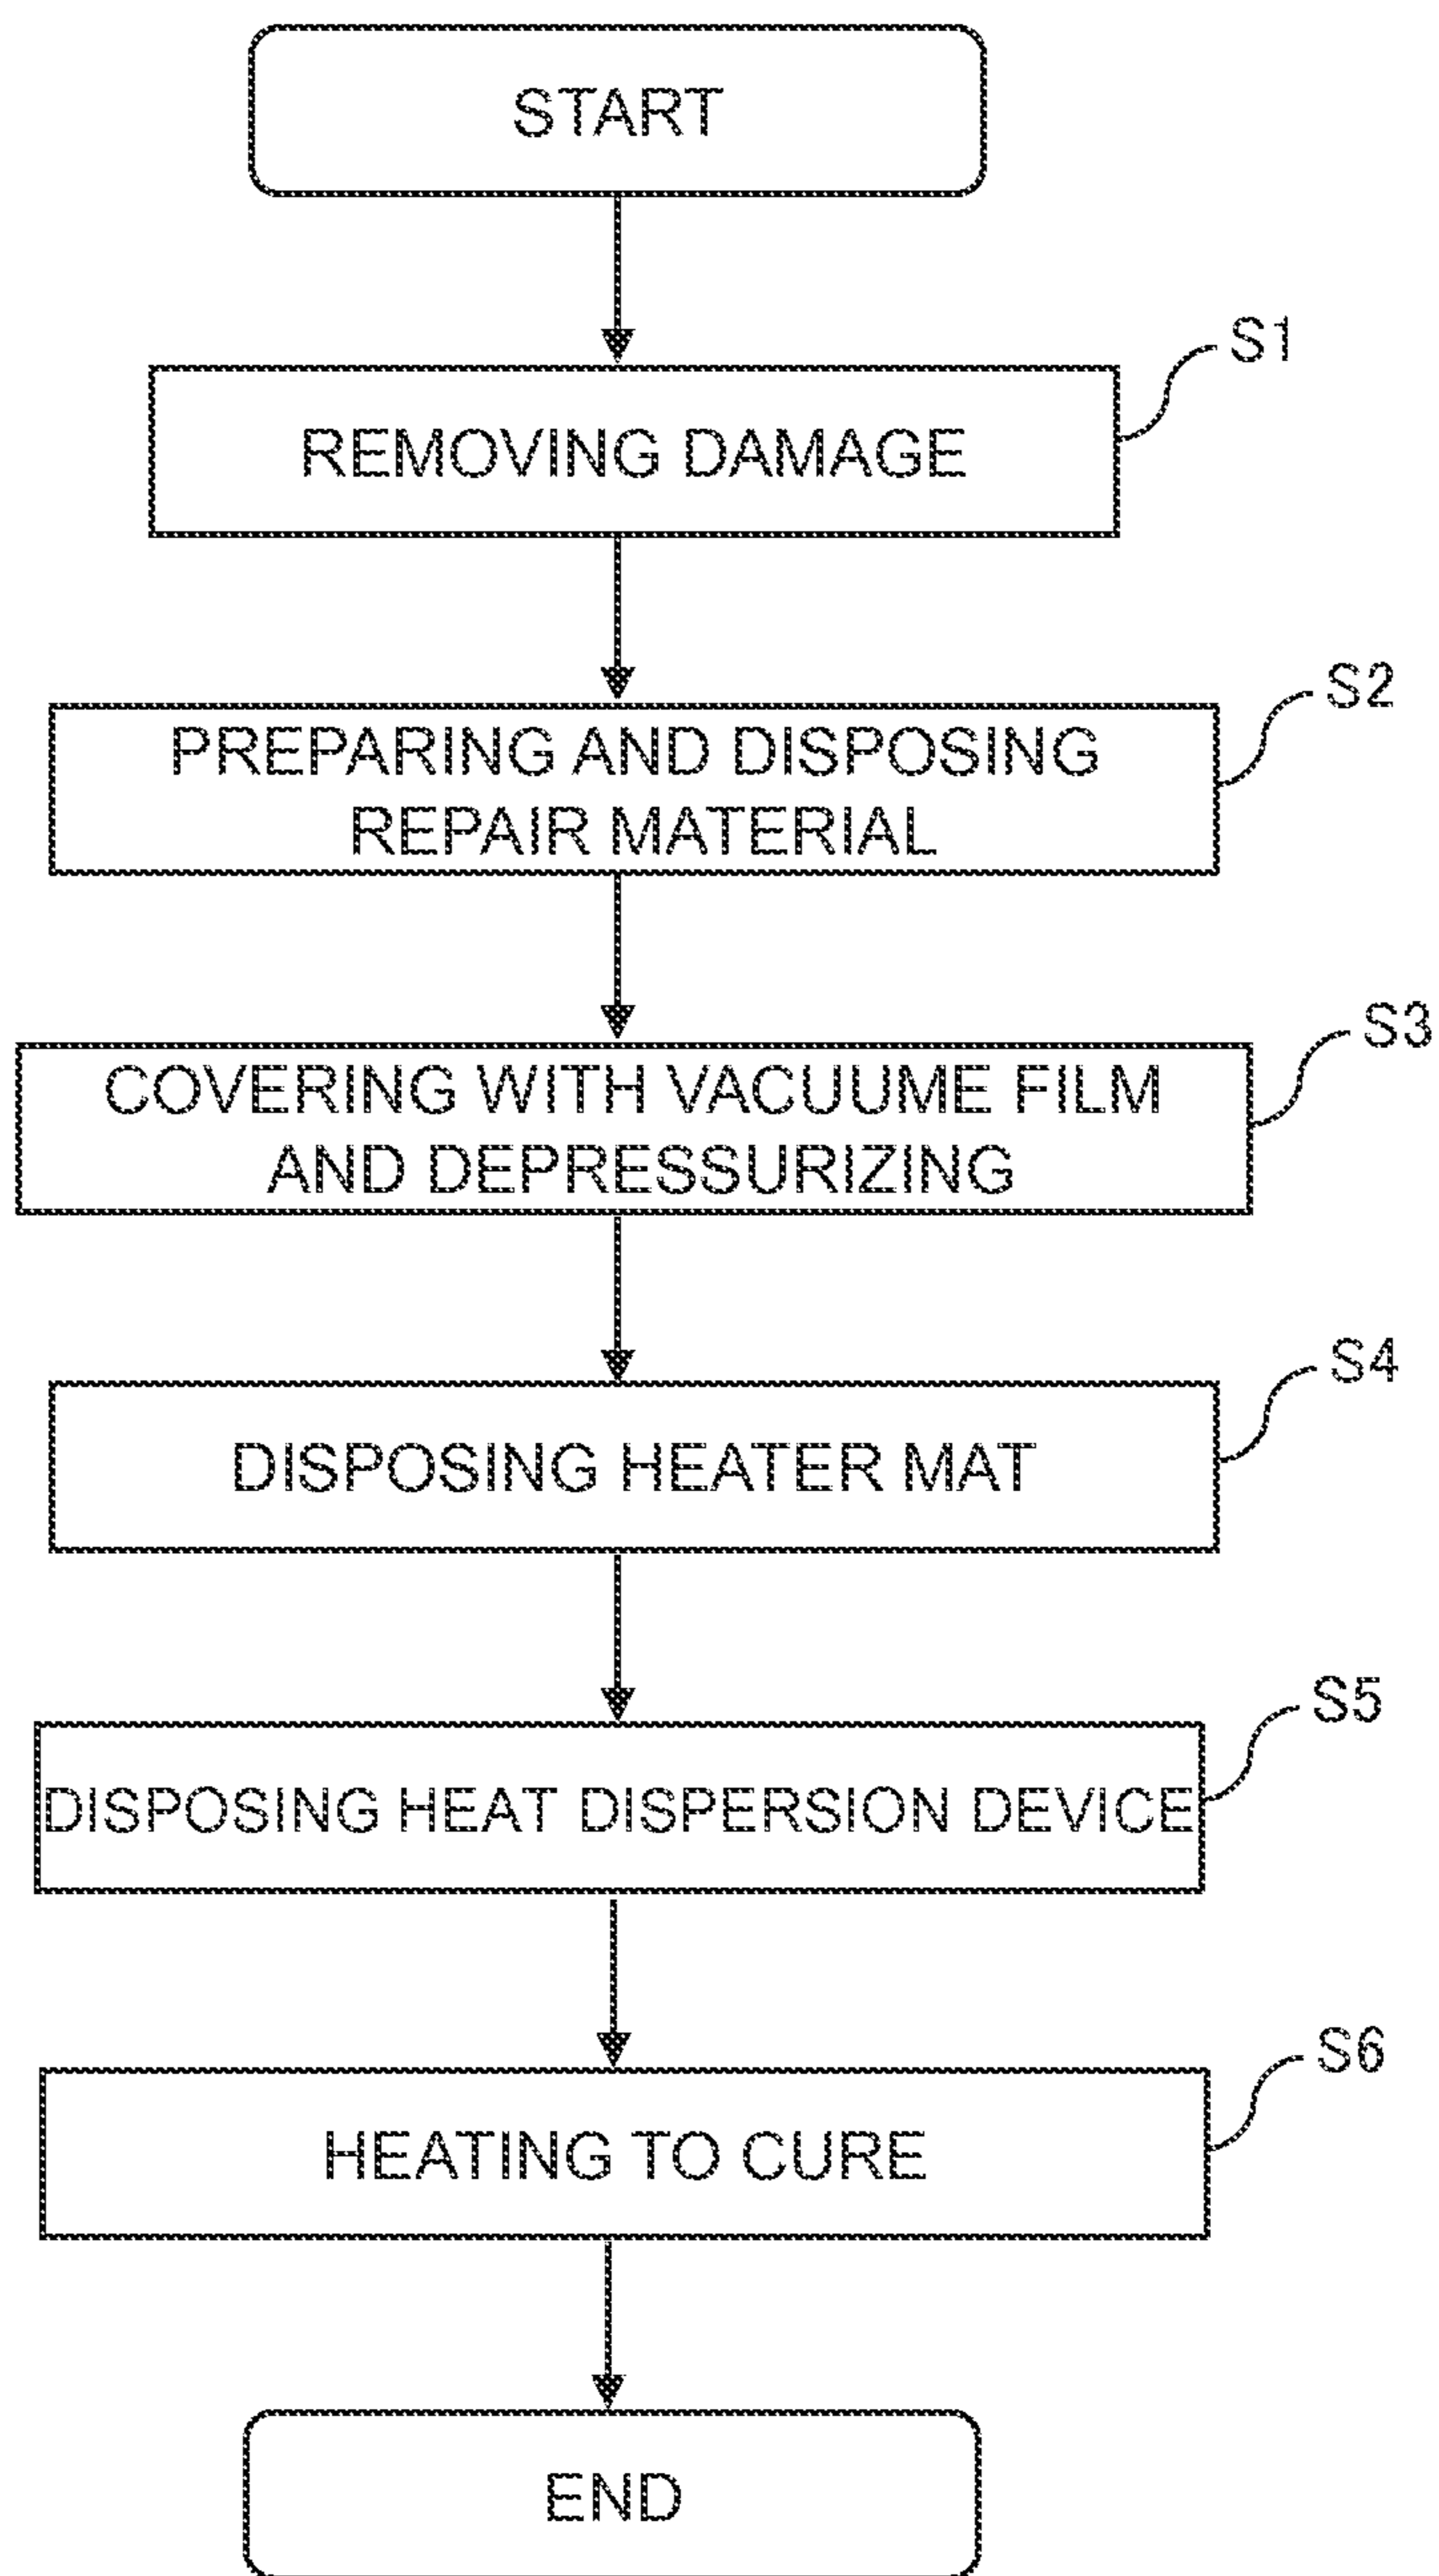 START
S1
REMOVING DAMAGE
S2
PREPARING AND DISPOSING
REPAIR MATERIAL
S3
COVERING WITH VACUUME FILM
AND DEPRESSURIZING
S4
DISPOSING HEATER MAT
S5
DISPOSING HEAT DISPERSION DEVICE
S6
HEATING TO CURE
END